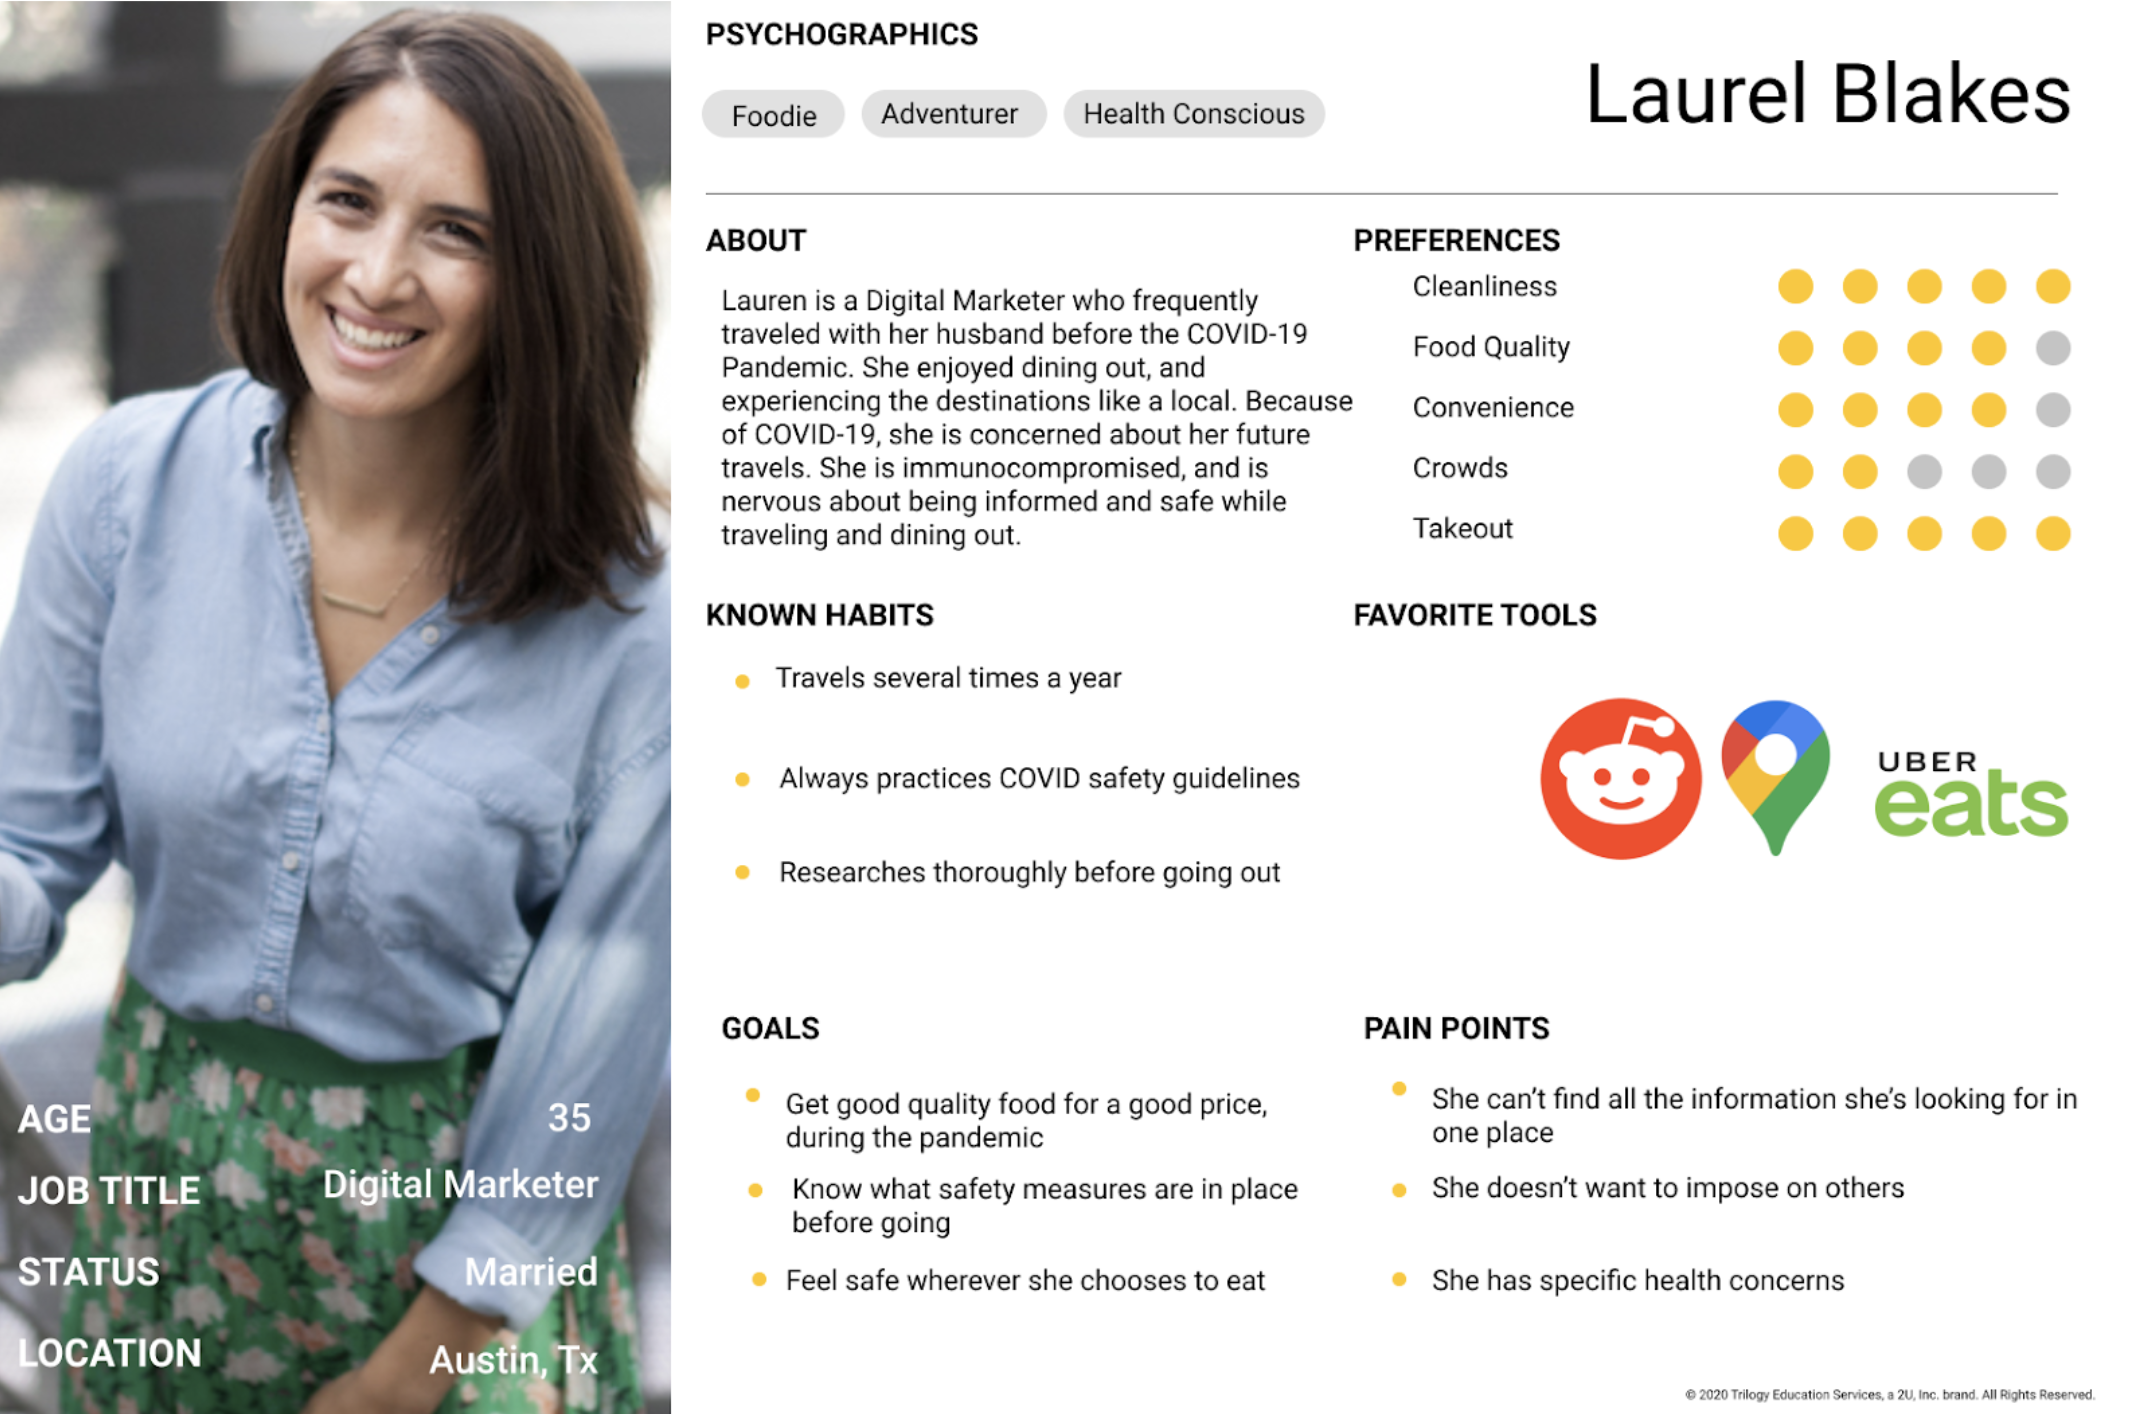 PSYCHOGRAPHICS
Foodie
Adventurer
Health Conscious
Laurel Blakes
ABOUT
Lauren is a Digital Marketer who frequently
traveled with her husband before the COVID-19
Pandemic. She enjoyed dining out, and
experiencing the destinations like a local. Because
of COVID-19, she is concerned about her future
travels. She is immunocompromised, and is
nervous about being informed and safe while
traveling and dining out.
PREFERENCES
Cleanliness
Food Quality
Convenience
Crowds
Takeout
KNOWN HABITS
Travels several times a year
Always practices COVID safety guidelines
Researches thoroughly before going out
FAVORITE TOOLS
UBER
eats
GOALS
Get good quality food for a good price,
during the pandemic
Know what safety measures are in place
before going
Feel safe wherever she chooses to eat
PAIN POINTS
She can't find all the information she's looking for in
one place
She doesn't want to impose on others
She has specific health concerns
AGE 35
JOB TITLE Digital Marketer
STATUS Married
LOCATION Austin, Tx
© 2020 Trilogy Education Services, a 2U, Inc. brand. All Rights Reserved.